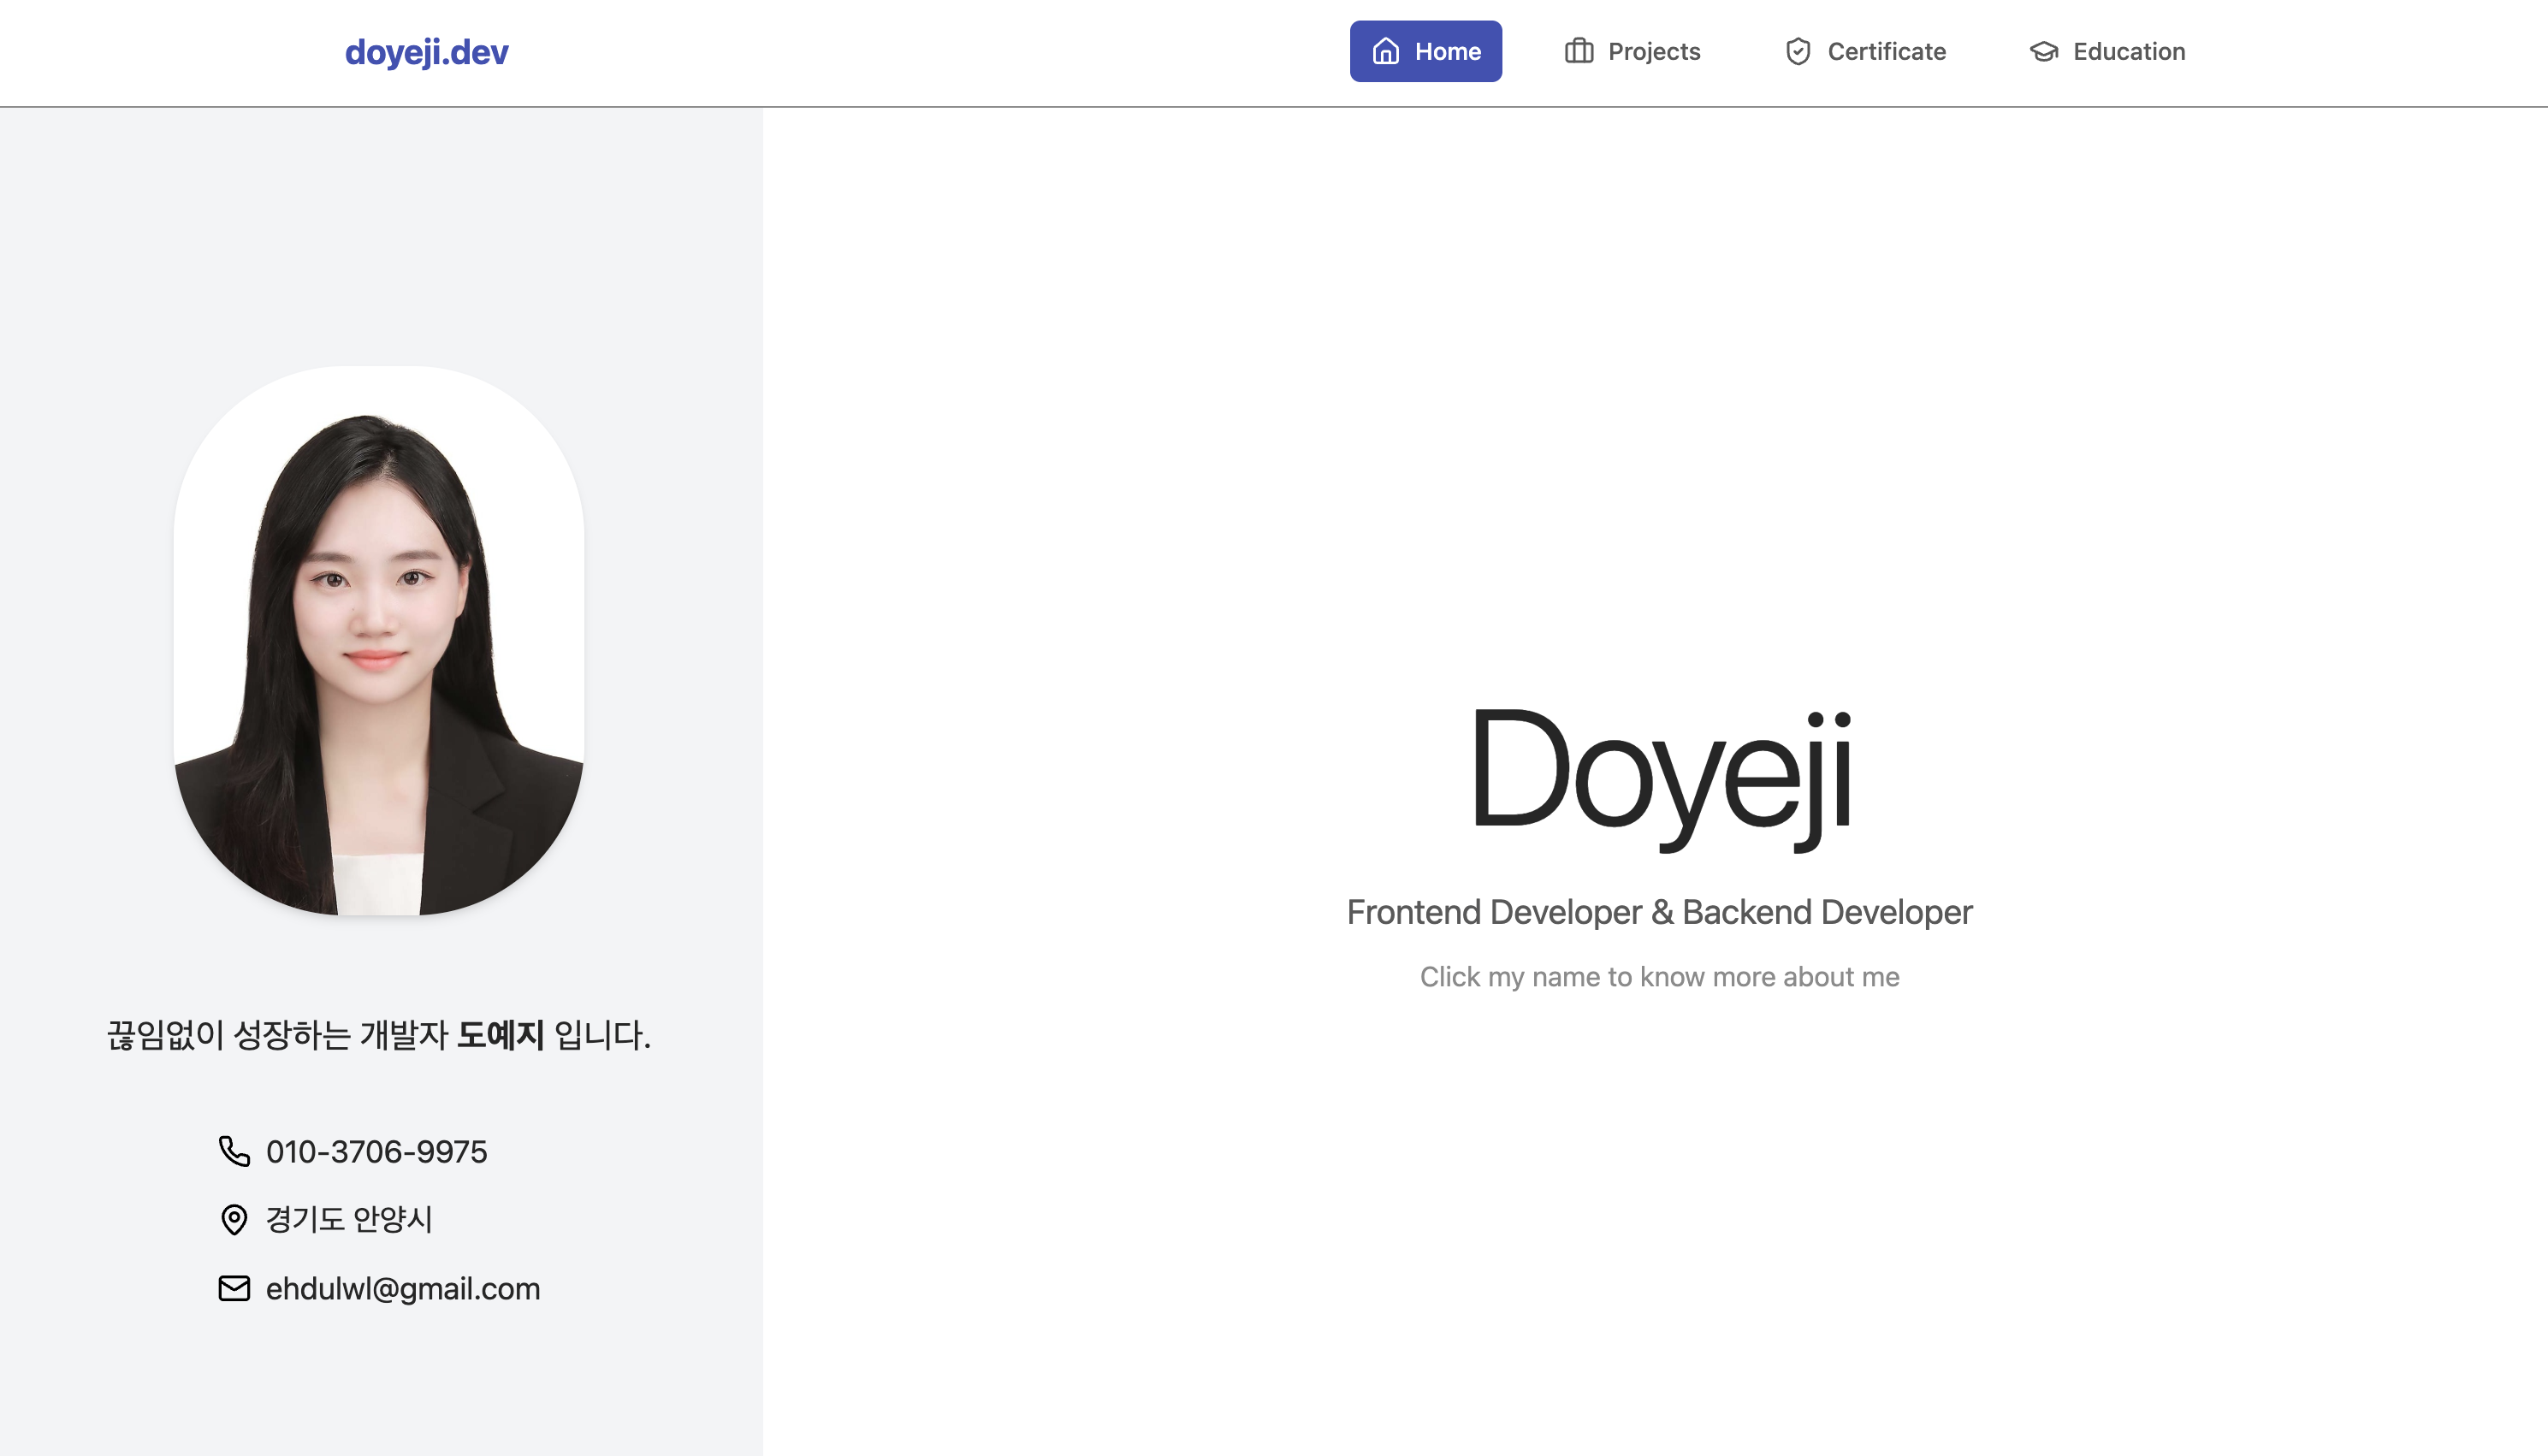 doyeji.dev
Home
Projects
Certificate
Education
끊임없이 성장하는 개발자 도예지 입니다.
010-3706-9975
경기도 안양시
ehdulwl@gmail.com
Doyeji
Frontend Developer & Backend Developer
Click my name to know more about me